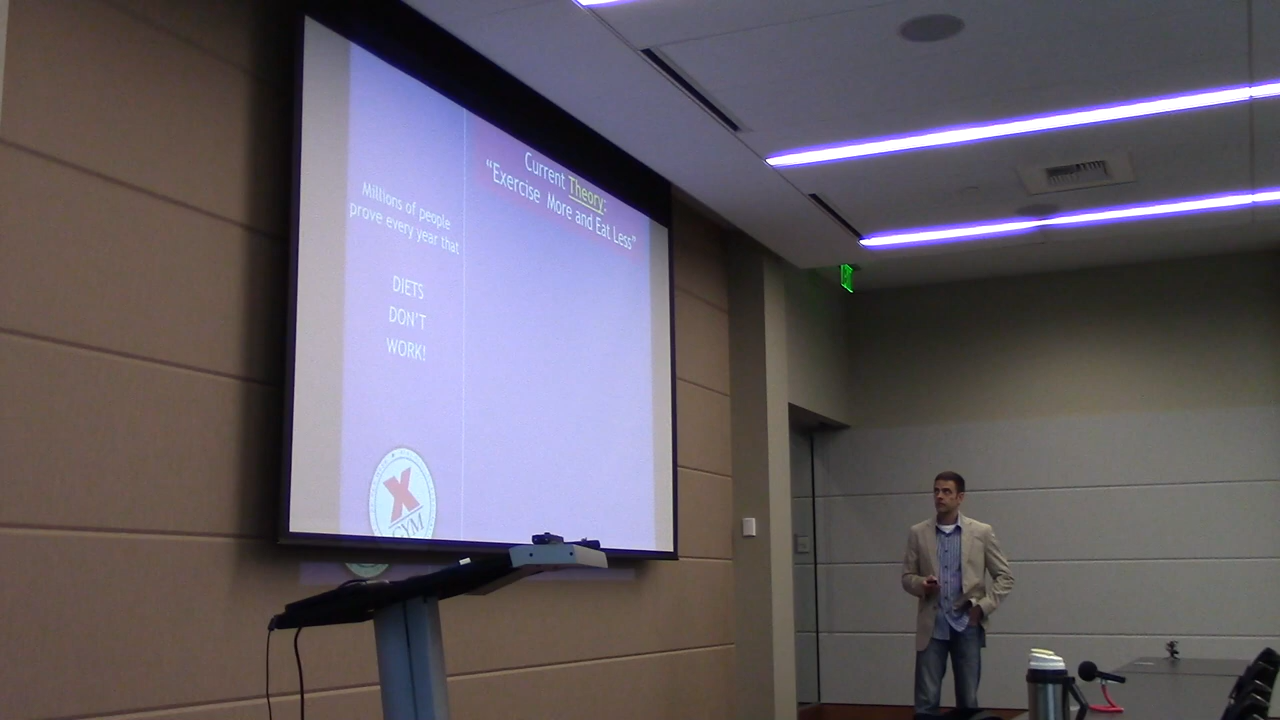 Current Theory:
“Exercise More and Eat Less”
Millions of people
prove every year that
DIETS
DON'T
WORK!
X
GYM